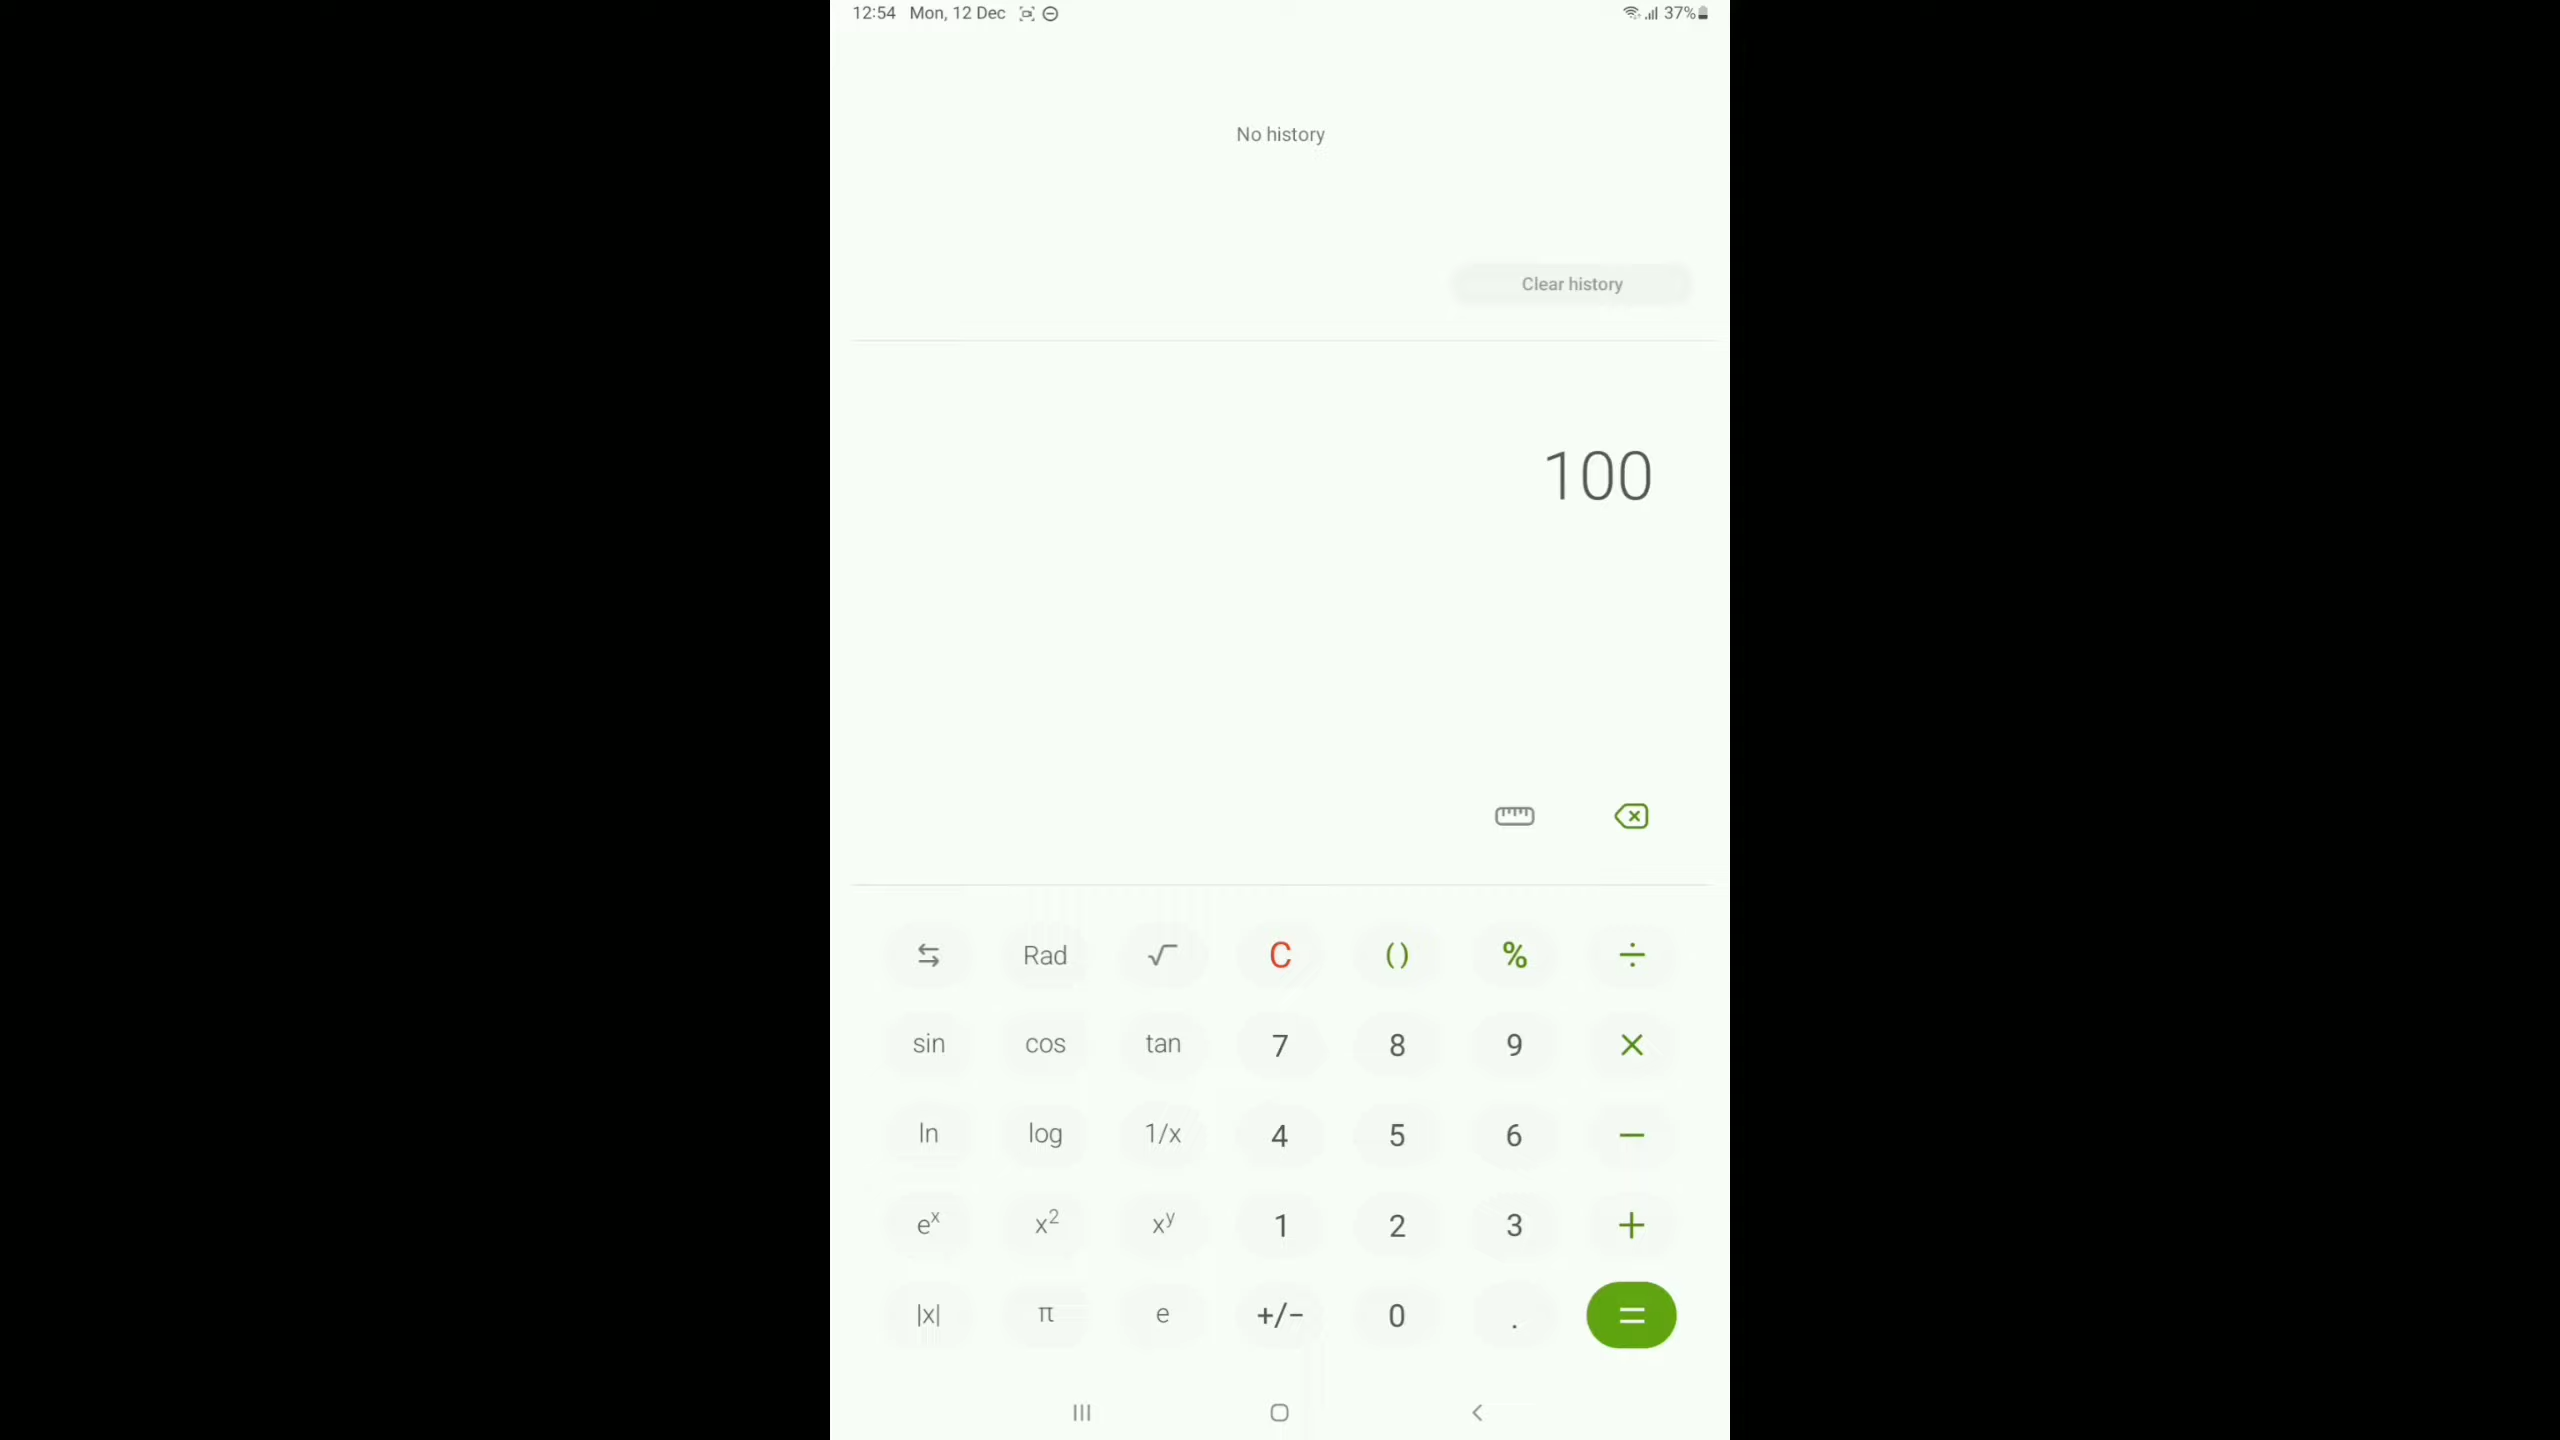 12:54 Mon, 12 Dec 37%
No history
Clear history
100
Rad √ C () % ÷
sin cos tan 7 8 9 ×
ln log 1/x 4 5 6 −
eˣ x² xʸ 1 2 3 +
|x| π e +/− 0 . =